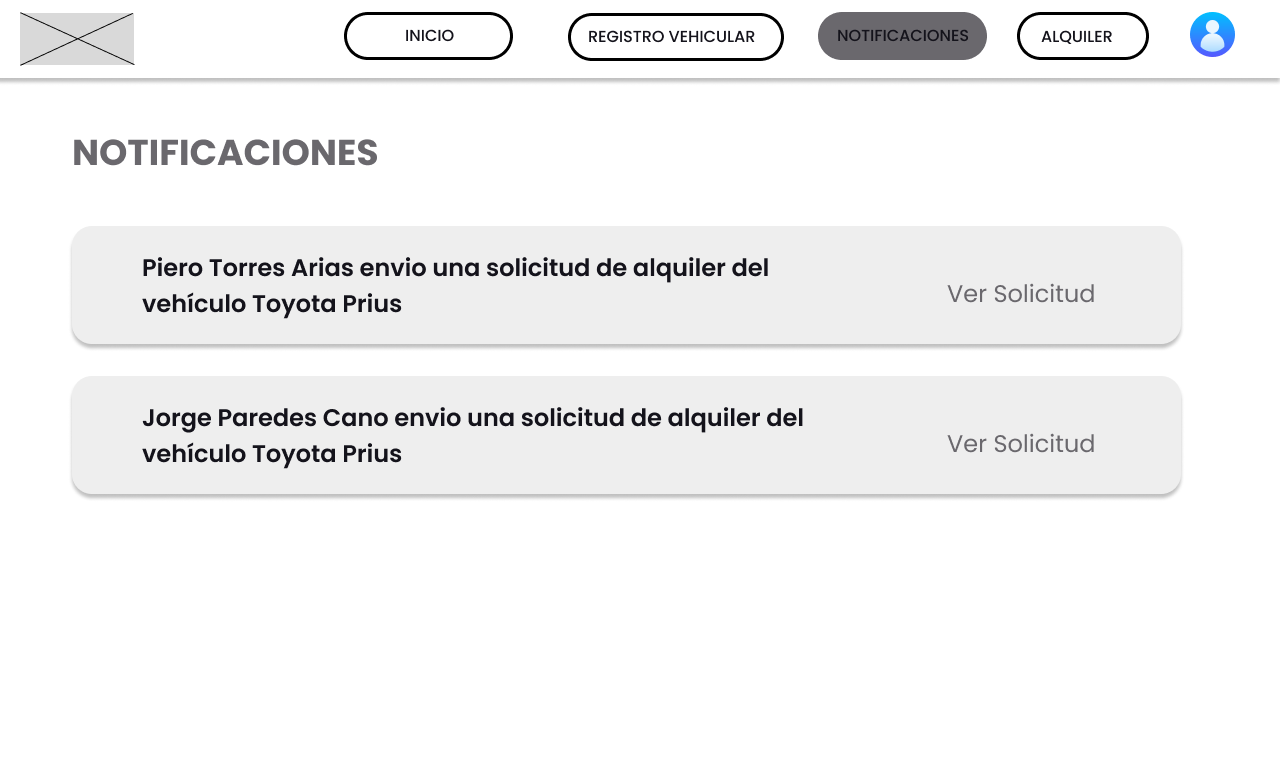 INICIO
REGISTRO VEHICULAR
NOTIFICACIONES
ALQUILER
NOTIFICACIONES
Piero Torres Arias envio una solicitud de alquiler del
vehículo Toyota Prius
Ver Solicitud
Jorge Paredes Cano envio una solicitud de alquiler del
vehículo Toyota Prius
Ver Solicitud